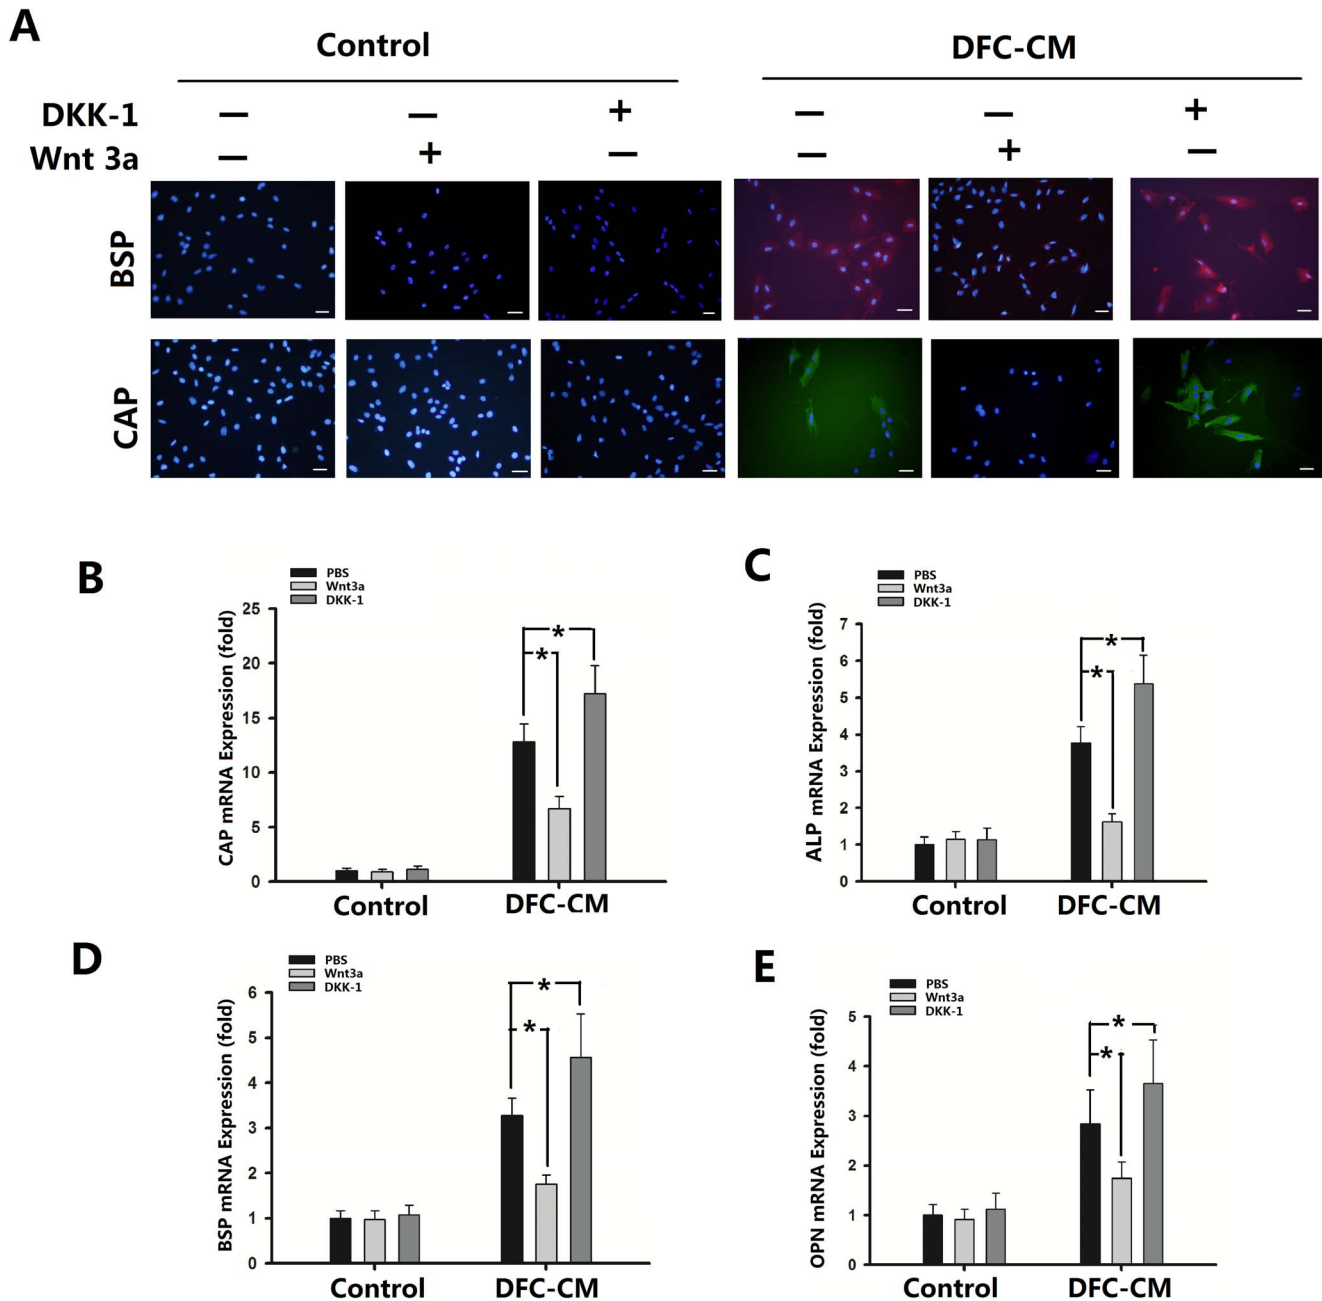 A
Control
DFC-CM
DKK-1 — — + — — +
Wnt 3a — + — — + —
BSP
CAP
B
PBS
Wnt3a
DKK-1
CAP mRNA Expression (fold)
25
20
15
10
5
0
*
*
Control
DFC-CM
C
PBS
Wnt3a
DKK-1
ALP mRNA Expression (fold)
7
6
5
4
3
2
1
0
*
*
Control
DFC-CM
D
PBS
Wnt3a
DKK-1
BSP mRNA Expression (fold)
6
5
4
3
2
1
0
*
*
Control
DFC-CM
E
PBS
Wnt3a
DKK-1
OPN mRNA Expression (fold)
5
4
3
2
1
0
*
*
Control
DFC-CM